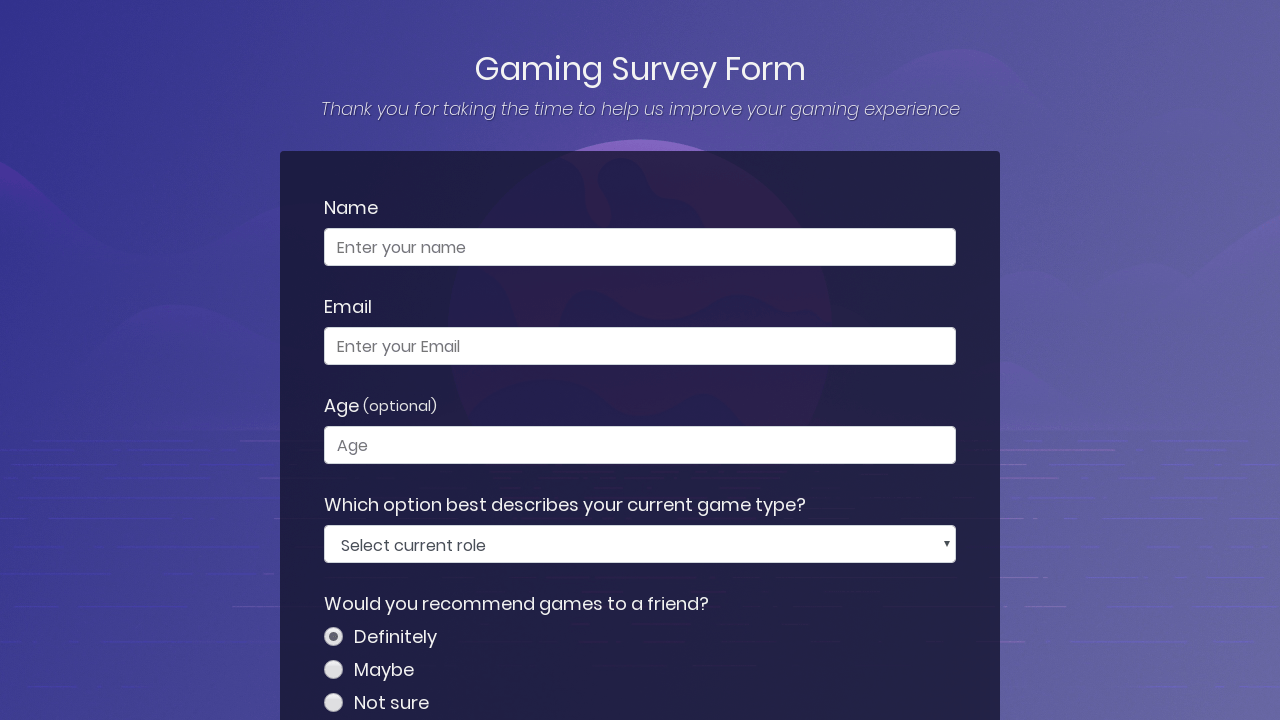 Gaming Survey Form
Thank you for taking the time to help us improve your gaming experience
Name
Enter your name
Email
Enter your Email
Age (optional)
Age
Which option best describes your current game type?
Select current role
Would you recommend games to a friend?
Definitely
Maybe
Not sure